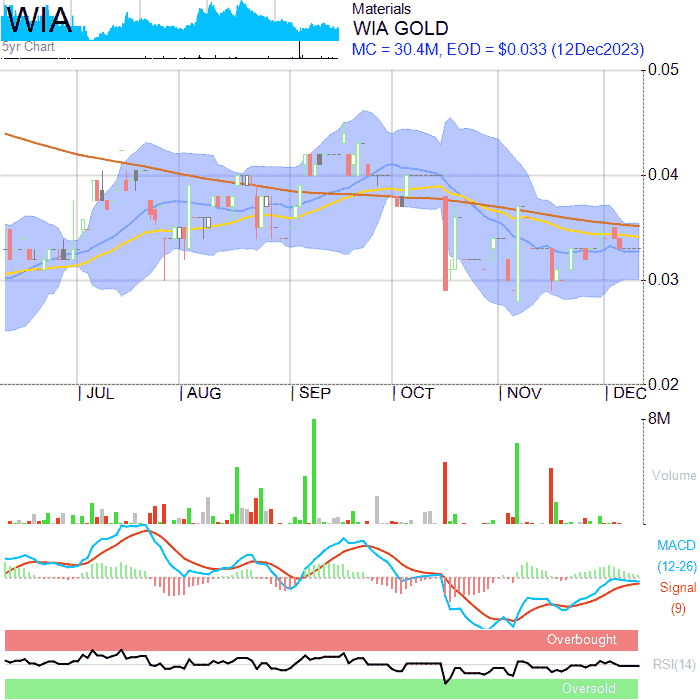 WIA
5yr Chart
Materials
WIA GOLD
MC = 30.4M, EOD = $0.033 (12Dec2023)
0.05
0.04
0.03
0.02
JUL AUG SEP OCT NOV DEC
8M
Volume
MACD
(12-26)
Signal
(9)
Overbought
RSI(14)
Oversold